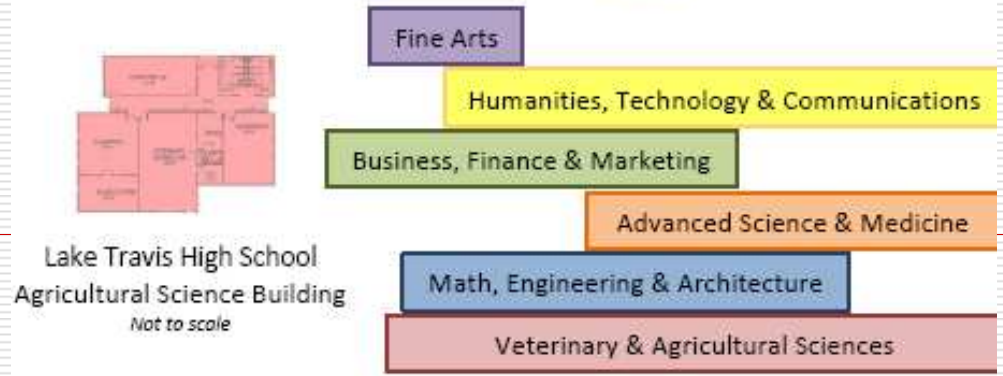 Fine Arts
Humanities, Technology & Communications
Business, Finance & Marketing
Advanced Science & Medicine
Lake Travis High School
Agricultural Science Building
Not to scale
Math, Engineering & Architecture
Veterinary & Agricultural Sciences